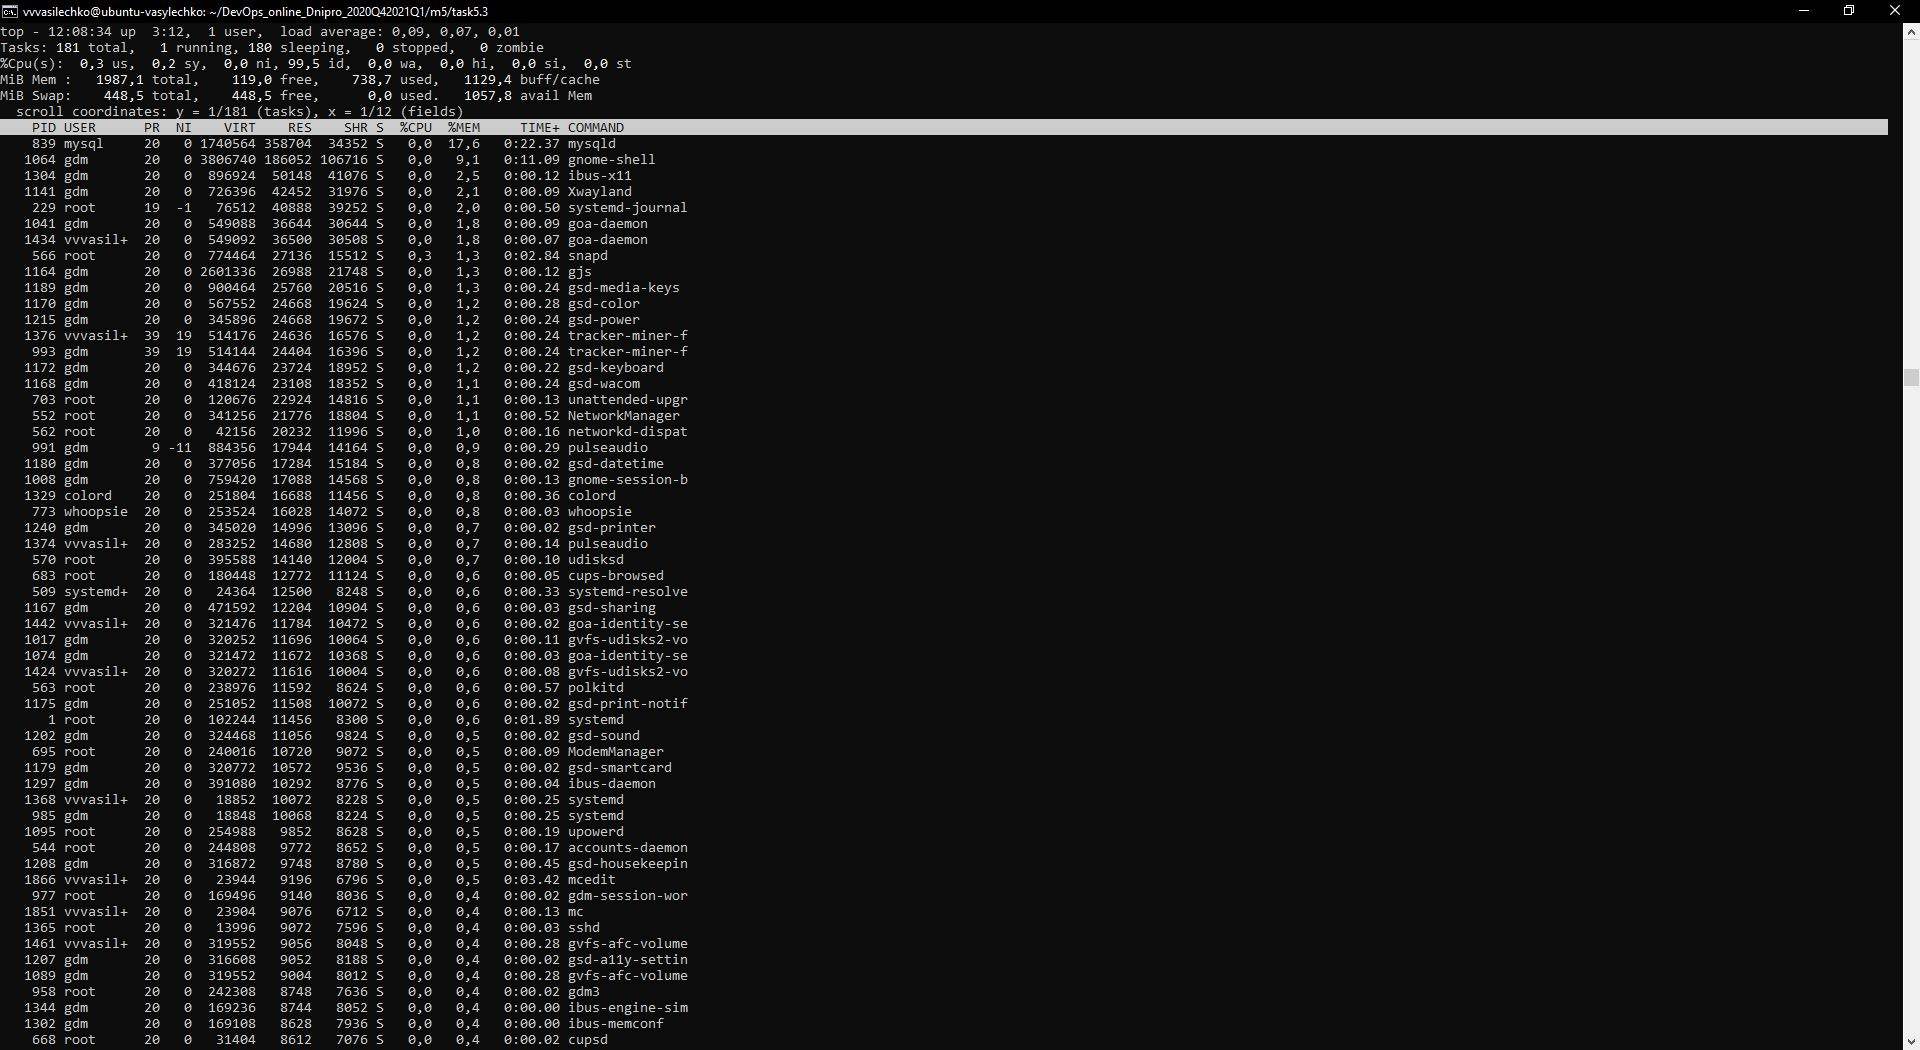 vvvasilechko@ubuntu-vasylechko: ~/DevOps_online_Dnipro_2020Q42021Q1/m5/task5.3
top - 12:08:34 up  3:12,  1 user,  load average: 0,09, 0,07, 0,01
Tasks: 181 total,   1 running, 180 sleeping,   0 stopped,   0 zombie
%Cpu(s):  0,3 us,  0,2 sy,  0,0 ni, 99,5 id,  0,0 wa,  0,0 hi,  0,0 si,  0,0 st
MiB Mem :   1987,1 total,    119,0 free,    738,7 used,   1129,4 buff/cache
MiB Swap:    448,5 total,    448,5 free,      0,0 used.   1057,8 avail Mem
scroll coordinates: y = 1/181 (tasks), x = 1/12 (fields)
PID USER      PR  NI    VIRT    RES    SHR S  %CPU  %MEM     TIME+ COMMAND
839 mysql     20   0 1740564 358704  34352 S   0,0  17,6   0:22.37 mysqld
1064 gdm       20   0 3806740 186052 106716 S   0,0   9,1   0:11.09 gnome-shell
1304 gdm       20   0  896924  50148  41076 S   0,0   2,5   0:00.12 ibus-x11
1141 gdm       20   0  726396  42452  31976 S   0,0   2,1   0:00.09 Xwayland
229 root      19  -1   76512  40888  39252 S   0,0   2,0   0:00.50 systemd-journal
1041 gdm       20   0  549088  36644  30644 S   0,0   1,8   0:00.09 goa-daemon
1434 vvvasil+  20   0  549092  36500  30508 S   0,0   1,8   0:00.07 goa-daemon
566 root      20   0  774464  27136  15512 S   0,3   1,3   0:02.84 snapd
1164 gdm       20   0 2601336  26988  21748 S   0,0   1,3   0:00.12 gjs
1189 gdm       20   0  900464  25760  20516 S   0,0   1,3   0:00.24 gsd-media-keys
1170 gdm       20   0  567552  24668  19624 S   0,0   1,2   0:00.28 gsd-color
1215 gdm       20   0  345896  24668  19672 S   0,0   1,2   0:00.24 gsd-power
1376 vvvasil+  39  19  514176  24636  16576 S   0,0   1,2   0:00.24 tracker-miner-f
993 gdm       39  19  514144  24404  16396 S   0,0   1,2   0:00.24 tracker-miner-f
1172 gdm       20   0  344676  23724  18952 S   0,0   1,2   0:00.22 gsd-keyboard
1168 gdm       20   0  418124  23108  18352 S   0,0   1,1   0:00.24 gsd-wacom
703 root      20   0  120676  22924  14816 S   0,0   1,1   0:00.13 unattended-upgr
552 root      20   0  341256  21776  18804 S   0,0   1,1   0:00.52 NetworkManager
562 root      20   0   42156  20232  11996 S   0,0   1,0   0:00.16 networkd-dispat
991 gdm        9 -11  884356  17944  14164 S   0,0   0,9   0:00.29 pulseaudio
1180 gdm       20   0  377056  17284  15184 S   0,0   0,8   0:00.02 gsd-datetime
1008 gdm       20   0  759420  17088  14568 S   0,0   0,8   0:00.13 gnome-session-b
1329 colord    20   0  251804  16688  11456 S   0,0   0,8   0:00.36 colord
773 whoopsie  20   0  253524  16028  14072 S   0,0   0,8   0:00.03 whoopsie
1240 gdm       20   0  345020  14996  13096 S   0,0   0,7   0:00.02 gsd-printer
1374 vvvasil+  20   0  283252  14680  12808 S   0,0   0,7   0:00.14 pulseaudio
570 root      20   0  395588  14140  12004 S   0,0   0,7   0:00.10 udisksd
683 root      20   0  180448  12772  11124 S   0,0   0,6   0:00.05 cups-browsed
509 systemd+  20   0   24364  12500   8248 S   0,0   0,6   0:00.33 systemd-resolve
1167 gdm       20   0  471592  12204  10904 S   0,0   0,6   0:00.03 gsd-sharing
1442 vvvasil+  20   0  321476  11784  10472 S   0,0   0,6   0:00.02 goa-identity-se
1017 gdm       20   0  320252  11696  10064 S   0,0   0,6   0:00.11 gvfs-udisks2-vo
1074 gdm       20   0  321472  11672  10368 S   0,0   0,6   0:00.03 goa-identity-se
1424 vvvasil+  20   0  320272  11616  10004 S   0,0   0,6   0:00.08 gvfs-udisks2-vo
563 root      20   0  238976  11592   8624 S   0,0   0,6   0:00.57 polkitd
1175 gdm       20   0  251052  11508  10072 S   0,0   0,6   0:00.02 gsd-print-notif
1 root      20   0  102244  11456   8300 S   0,0   0,6   0:01.89 systemd
1202 gdm       20   0  324468  11056   9824 S   0,0   0,5   0:00.02 gsd-sound
695 root      20   0  240016  10720   9072 S   0,0   0,5   0:00.09 ModemManager
1179 gdm       20   0  320772  10572   9536 S   0,0   0,5   0:00.02 gsd-smartcard
1297 gdm       20   0  391080  10292   8776 S   0,0   0,5   0:00.04 ibus-daemon
1368 vvvasil+  20   0   18852  10072   8228 S   0,0   0,5   0:00.25 systemd
985 gdm       20   0   18848  10068   8224 S   0,0   0,5   0:00.25 systemd
1095 root      20   0  254988   9852   8628 S   0,0   0,5   0:00.19 upowerd
544 root      20   0  244808   9772   8652 S   0,0   0,5   0:00.17 accounts-daemon
1208 gdm       20   0  316872   9748   8780 S   0,0   0,5   0:00.45 gsd-housekeepin
1866 vvvasil+  20   0   23944   9196   6796 S   0,0   0,5   0:03.42 mcedit
977 root      20   0  169496   9140   8036 S   0,0   0,4   0:00.02 gdm-session-wor
1851 vvvasil+  20   0   23904   9076   6712 S   0,0   0,4   0:00.13 mc
1365 root      20   0   13996   9072   7596 S   0,0   0,4   0:00.03 sshd
1461 vvvasil+  20   0  319552   9056   8048 S   0,0   0,4   0:00.28 gvfs-afc-volume
1207 gdm       20   0  316608   9052   8188 S   0,0   0,4   0:00.02 gsd-a11y-settin
1089 gdm       20   0  319552   9004   8012 S   0,0   0,4   0:00.28 gvfs-afc-volume
958 root      20   0  242308   8748   7636 S   0,0   0,4   0:00.02 gdm3
1344 gdm       20   0  169236   8744   8052 S   0,0   0,4   0:00.00 ibus-engine-sim
1302 gdm       20   0  169108   8628   7936 S   0,0   0,4   0:00.00 ibus-memconf
668 root      20   0   31404   8612   7076 S   0,0   0,4   0:00.02 cupsd